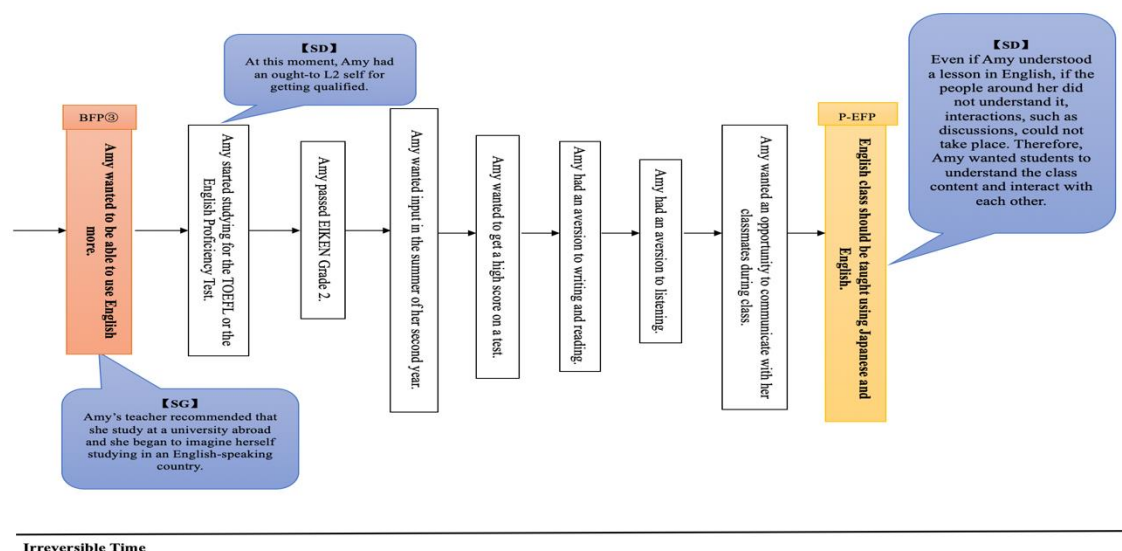 【SD】
At this moment, Amy had
an ought-to L2 self for
getting qualified.
BFP③
Amy wanted to be able to use English
more.
【SG】
Amy's teacher recommended that
she study at a university abroad
and she began to imagine herself
studying in an English-speaking
country.
Amy started studying for the TOEFL or the
English Proficiency Test.
Amy passed EIKEN Grade 2.
Amy wanted input in the summer of her second year.
Amy wanted to get a high score on a test.
Amy had an aversion to writing and reading.
Amy had an aversion to listening.
Amy wanted an opportunity to communicate with her
classmates during class.
P-EFP
English class should be taught using Japanese and
English.
【SD】
Even if Amy understood
a lesson in English, if the
people around her did
not understand it,
interactions, such as
discussions, could not
take place. Therefore,
Amy wanted students to
understand the class
content and interact with
each other.
Irreversible Time